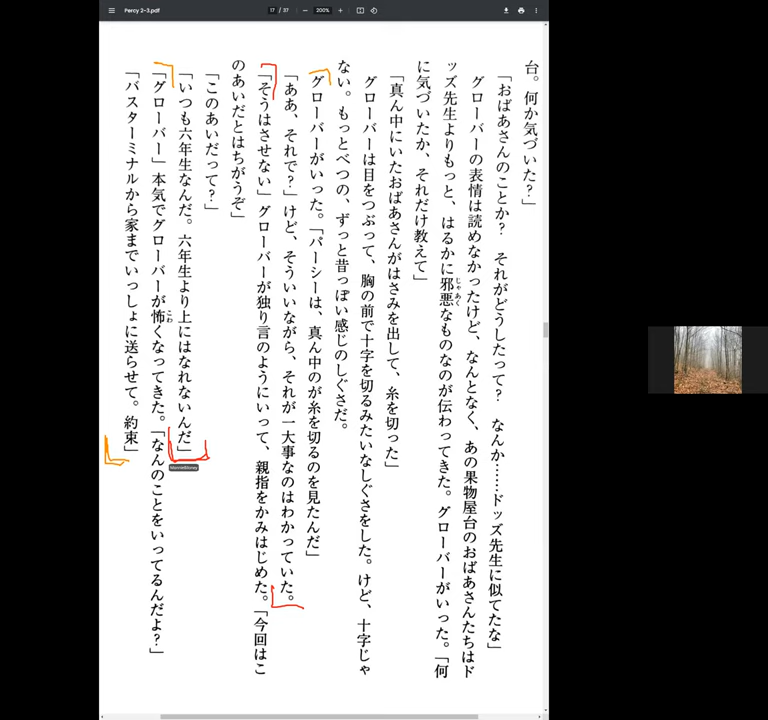 Percy 2-3.pdf
17 / 37
200%
台。何か気づいた?」
「おばあさんのことか? それがどうしたって? なんか……ドッズ先生に似てたな」
グローバーの表情は読めなかったけど、なんとなく、あの果物屋台のおばあさんたちはド
ッズ先生よりもっと、はるかに邪悪なものなのが伝わってきた。グローバーがいった。「何
じゃあく
に気づいたか、それだけ教えて」
「真ん中にいたおばあさんがはさみを出して、糸を切った」
グローバーは目をつぶって、胸の前で十字を切るみたいなしぐさをした。けど、十字じゃ
ない。もっとべつの、ずっと昔っぽい感じのしぐさだ。
グローバーがいった。「パーシーは、真ん中のが糸を切るのを見たんだ」
「ああ、それで?」けど、そういいながら、それが一大事なのはわかっていた。
「そうはさせない」グローバーが独り言のようにいって、親指をかみはじめた。「今回はこ
のあいだとはちがうぞ」
「このあいだって?」
「いつも六年生なんだ。六年生より上にはなれないんだ」
「グローバー」本気でグローバーが怖くなってきた。「なんのことをいってるんだよ?」
こわ
「バスターミナルから家までいっしょに送らせて。約束」